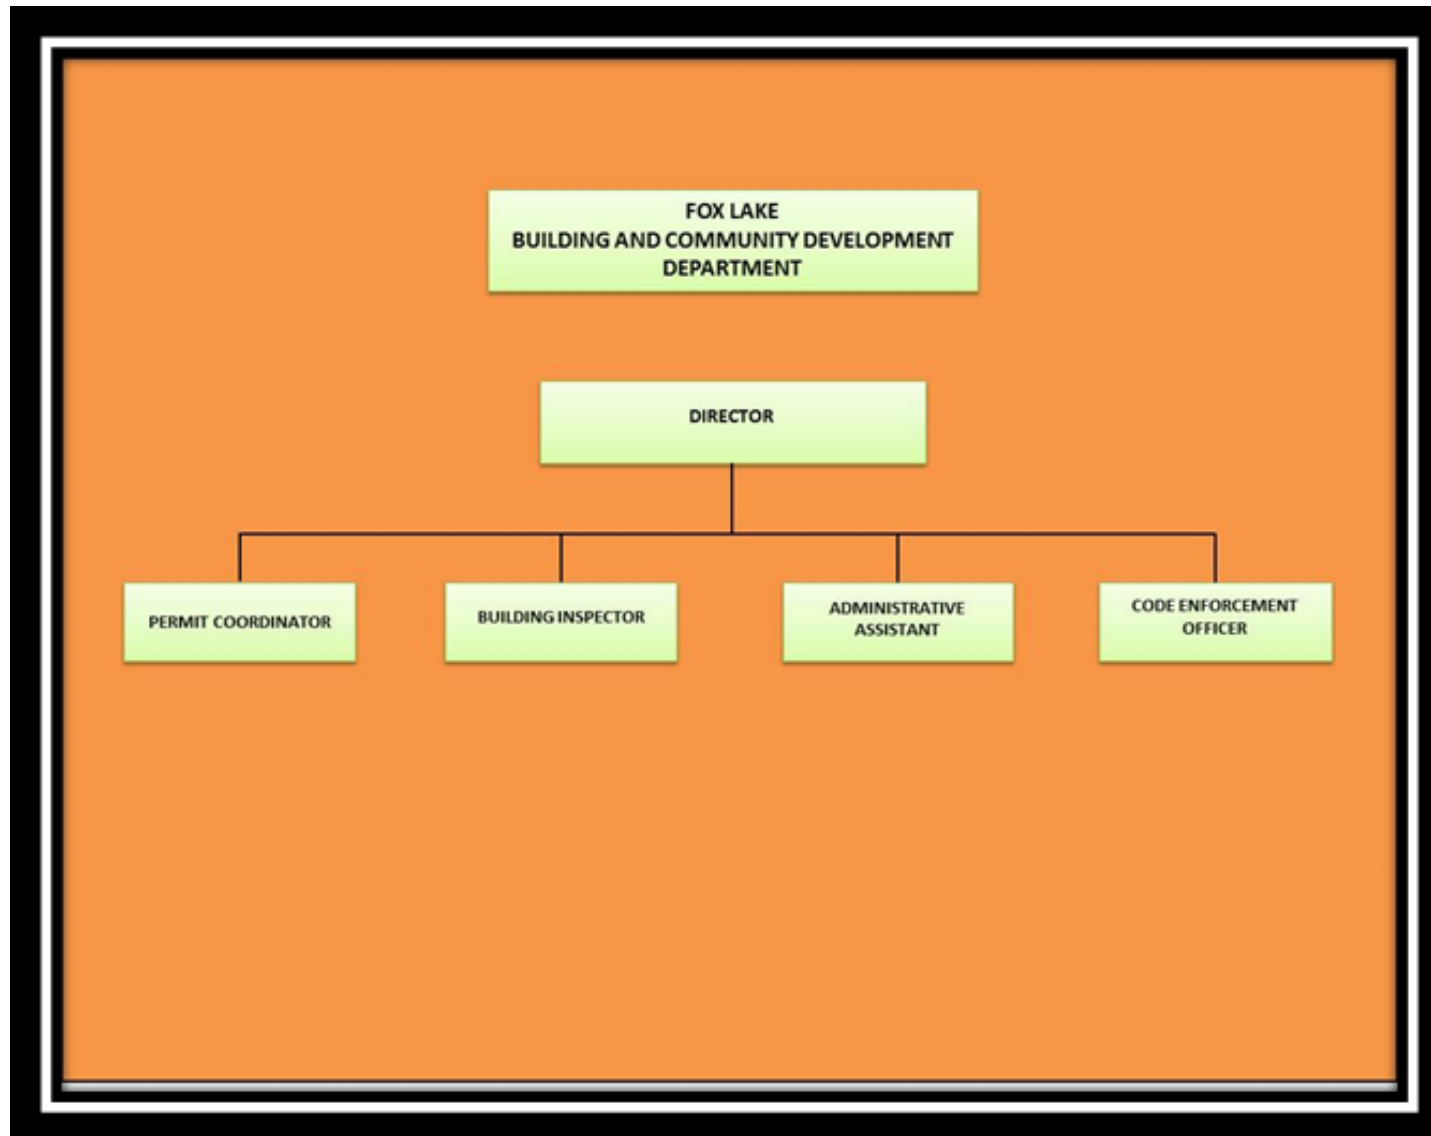 FOX LAKE
BUILDING AND COMMUNITY DEVELOPMENT
DEPARTMENT
DIRECTOR
PERMIT COORDINATOR
BUILDING INSPECTOR
ADMINISTRATIVE
ASSISTANT
CODE ENFORCEMENT
OFFICER